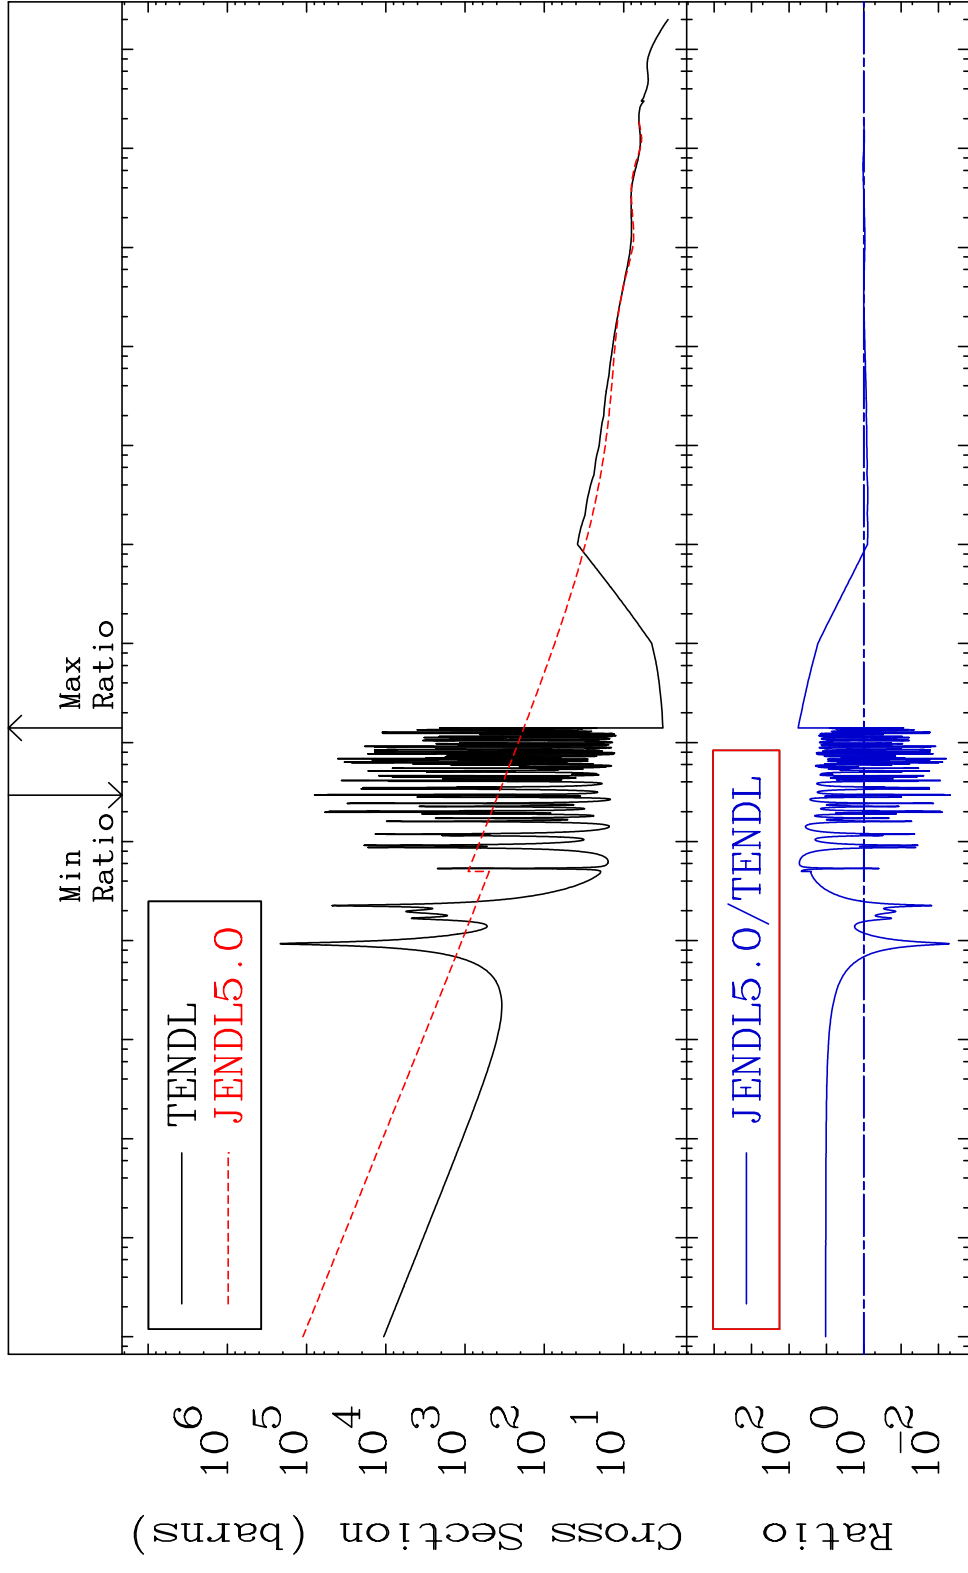 Min
Ratio
Max
Ratio
TENDL
JENDL5.0
10^6
10^5
10^4
10^3
10^2
10^1
Cross Section (barns)
JENDL5.0/TENDL
10^2
10^0
10^-2
Ratio